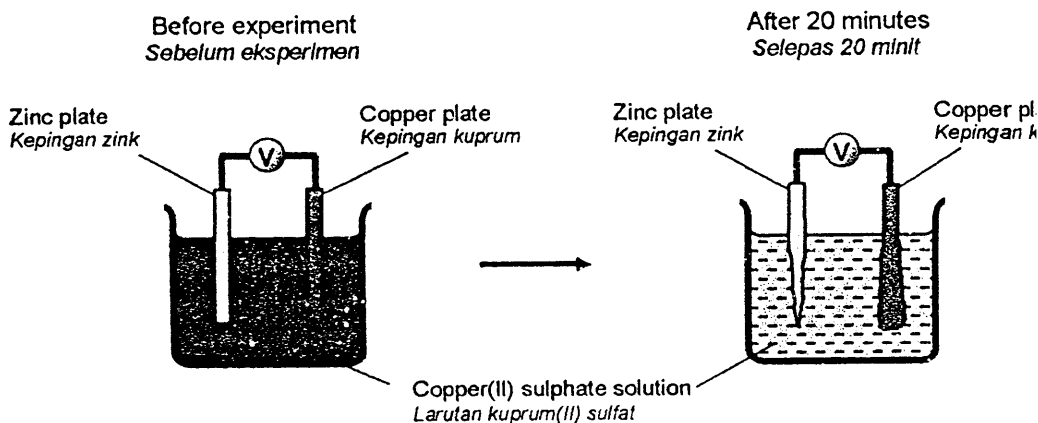 Before experiment
Sebelum eksperimen
After 20 minutes
Selepas 20 minit
Zinc plate
Kepingan zink
Copper plate
Kepingan kuprum
V
Zinc plate
Kepingan zink
Copper pl
Kepingan k
V
Copper(II) sulphate solution
Larutan kuprum(II) sulfat